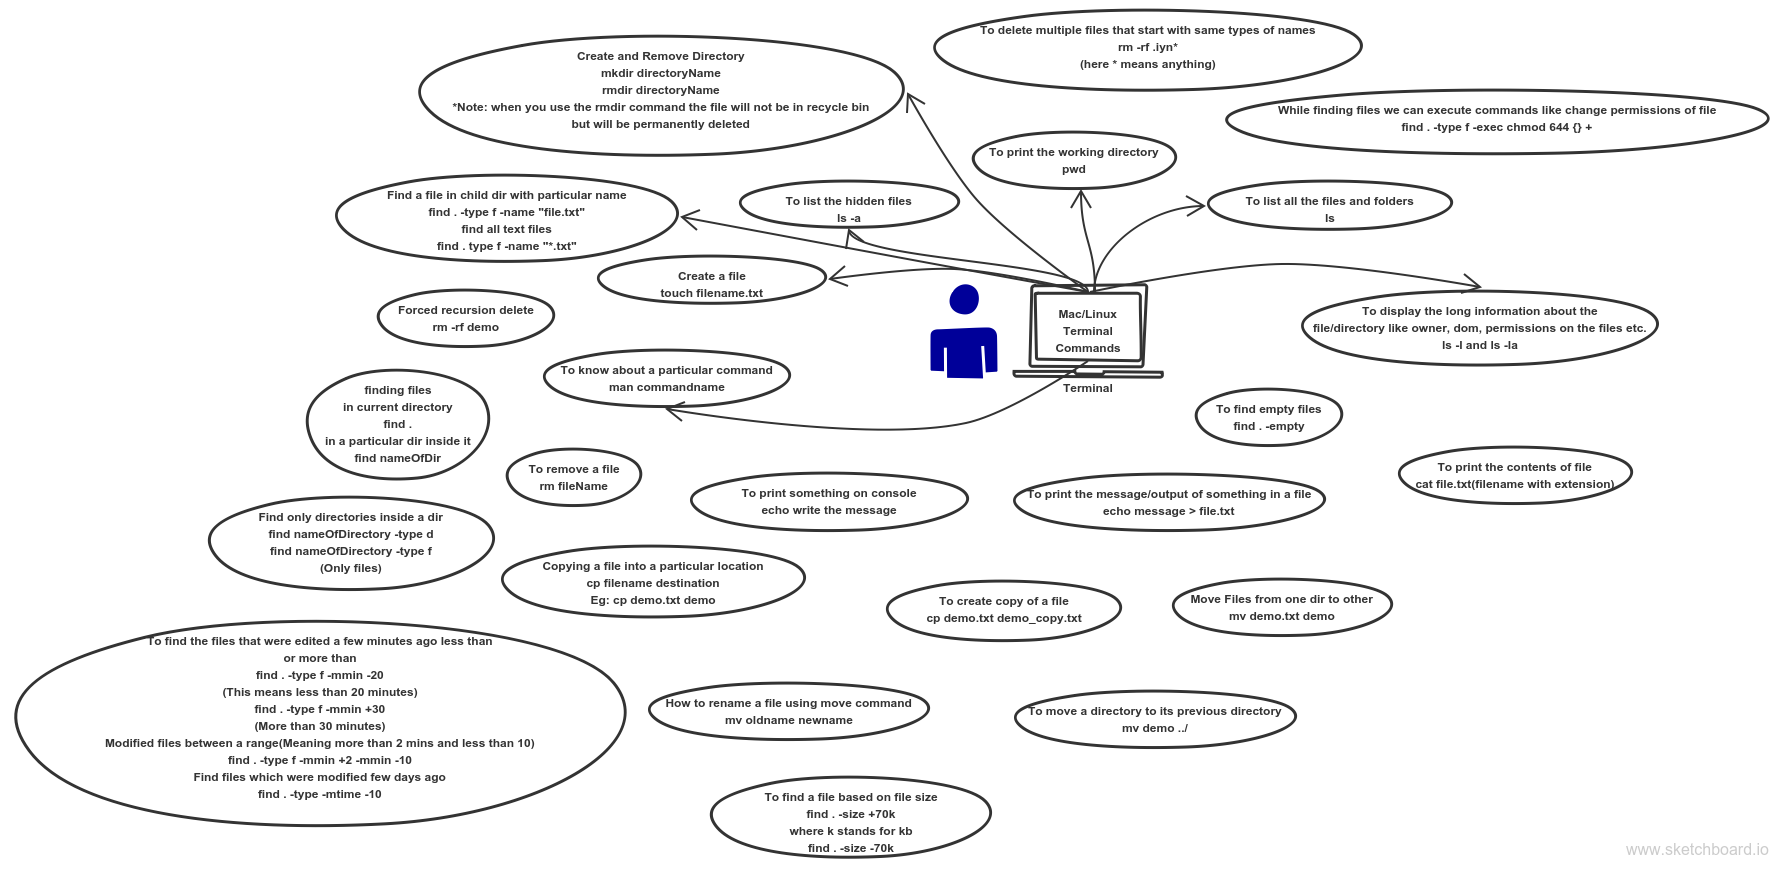 To delete multiple files that start with same types of names
rm -rf .iyn*
(here * means anything)
Create and Remove Directory
mkdir directoryName
rmdir directoryName
*Note: when you use the rmdir command the file will not be in recycle bin
but will be permanently deleted
While finding files we can execute commands like change permissions of file
find . -type f -exec chmod 644 {} +
To print the working directory
pwd
Find a file in child dir with particular name
find . -type f -name "file.txt"
find all text files
find . type f -name "*.txt"
To list the hidden files
ls -a
To list all the files and folders
ls
Create a file
touch filename.txt
Forced recursion delete
rm -rf demo
Mac/Linux
Terminal
Commands
Terminal
To display the long information about the
file/directory like owner, dom, permissions on the files etc.
ls -l and ls -la
To know about a particular command
man commandname
finding files
in current directory
find .
in a particular dir inside it
find nameOfDir
To find empty files
find . -empty
To remove a file
rm fileName
To print the contents of file
cat file.txt(filename with extension)
To print something on console
echo write the message
To print the message/output of something in a file
echo message > file.txt
Find only directories inside a dir
find nameOfDirectory -type d
find nameOfDirectory -type f
(Only files)
Copying a file into a particular location
cp filename destination
Eg: cp demo.txt demo
To create copy of a file
cp demo.txt demo_copy.txt
Move Files from one dir to other
mv demo.txt demo
To find the files that were edited a few minutes ago less than
or more than
find . -type f -mmin -20
(This means less than 20 minutes)
find . -type f -mmin +30
(More than 30 minutes)
Modified files between a range(Meaning more than 2 mins and less than 10)
find . -type f -mmin +2 -mmin -10
Find files which were modified few days ago
find . -type -mtime -10
How to rename a file using move command
mv oldname newname
To move a directory to its previous directory
mv demo ../
To find a file based on file size
find . -size +70k
where k stands for kb
find . -size -70k
www.sketchboard.io